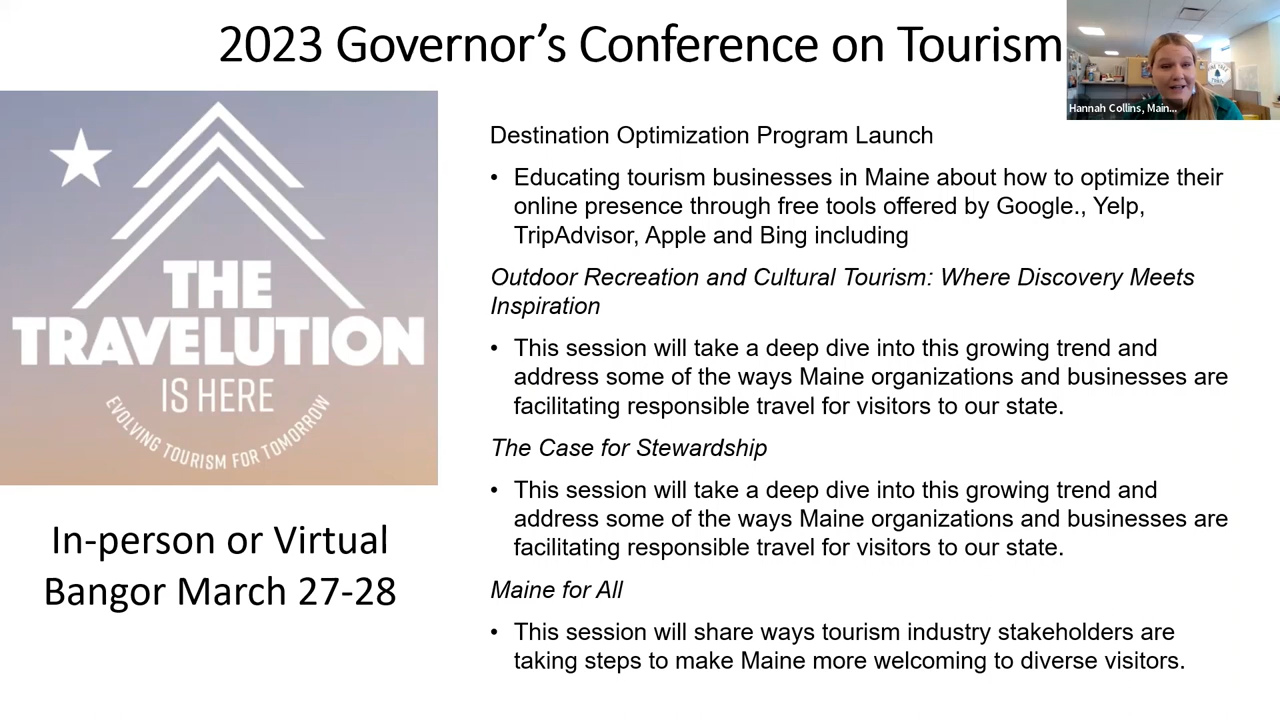 2023 Governor’s Conference on Tourism
Hannah Collins, Main...
THE
TRAVELUTION
IS HERE
EVOLVING TOURISM FOR TOMORROW
In-person or Virtual
Bangor March 27-28
Destination Optimization Program Launch
• Educating tourism businesses in Maine about how to optimize their
online presence through free tools offered by Google., Yelp,
TripAdvisor, Apple and Bing including
Outdoor Recreation and Cultural Tourism: Where Discovery Meets
Inspiration
• This session will take a deep dive into this growing trend and
address some of the ways Maine organizations and businesses are
facilitating responsible travel for visitors to our state.
The Case for Stewardship
• This session will take a deep dive into this growing trend and
address some of the ways Maine organizations and businesses are
facilitating responsible travel for visitors to our state.
Maine for All
• This session will share ways tourism industry stakeholders are
taking steps to make Maine more welcoming to diverse visitors.